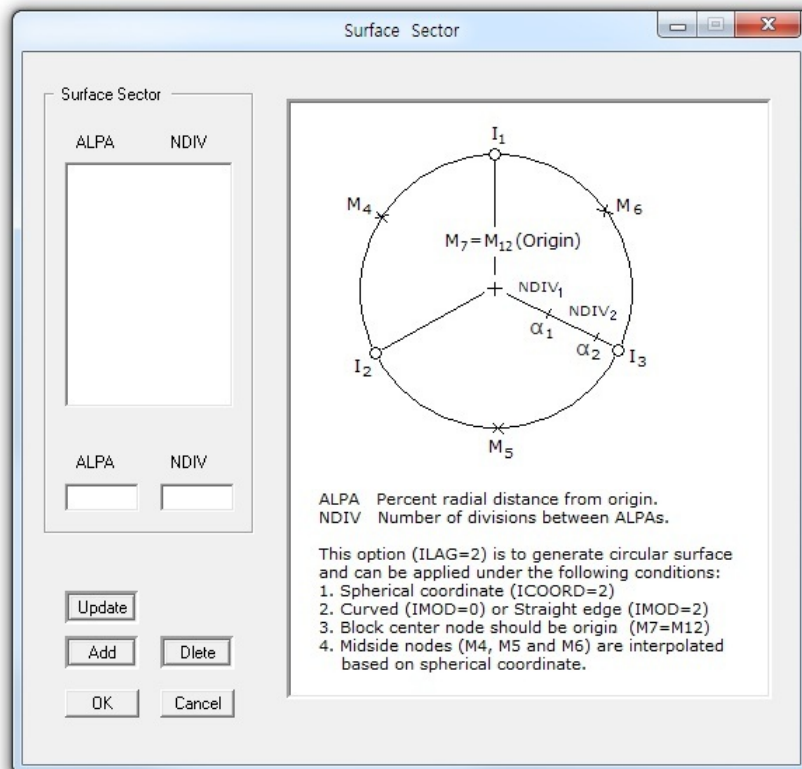 Surface Sector
Surface Sector
ALPA NDIV
ALPA NDIV
Update
Add Dlete
OK Cancel
I1
M4 M6
M7=M12(Origin)
NDIV1
NDIV2
α1
α2
I2 I3
M5
ALPA Percent radial distance from origin.
NDIV Number of divisions between ALPAs.
This option (ILAG=2) is to generate circular surface
and can be applied under the following conditions:
1. Spherical coordinate (ICOORD=2)
2. Curved (IMOD=0) or Straight edge (IMOD=2)
3. Block center node should be origin (M7=M12)
4. Midside nodes (M4, M5 and M6) are interpolated
based on spherical coordinate.